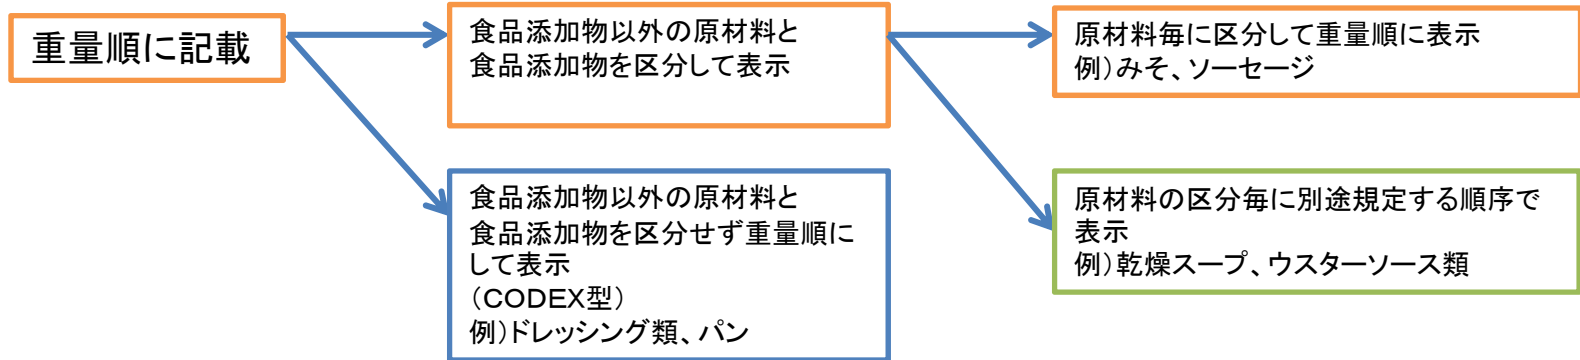 重量順に記載
食品添加物以外の原材料と
食品添加物を区分して表示
原材料毎に区分して重量順に表示
例）みそ、ソーセージ
食品添加物以外の原材料と
食品添加物を区分せず重量順に
して表示
（CODEX型）
例）ドレッシング類、パン
原材料の区分毎に別途規定する順序で
表示
例）乾燥スープ、ウスターソース類